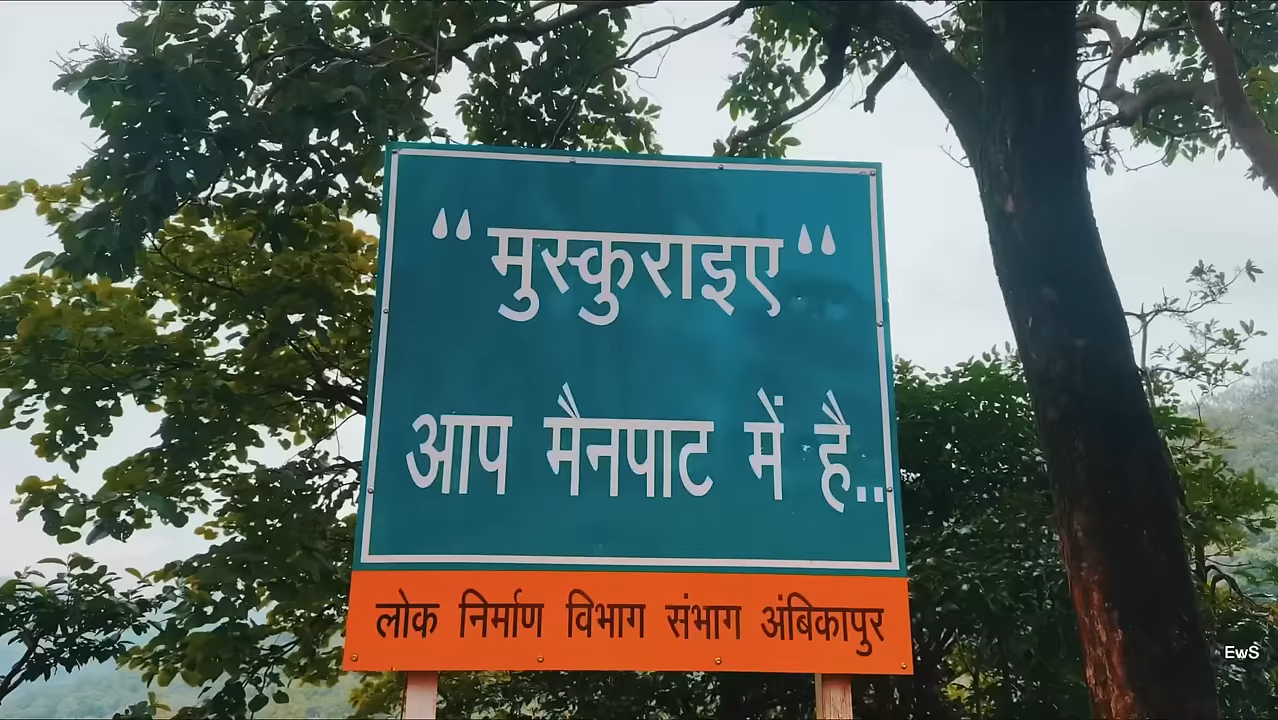 "मुस्कुराइए"
आप मैनपाट में है..
लोक निर्माण विभाग संभाग अंबिकापुर
EwS